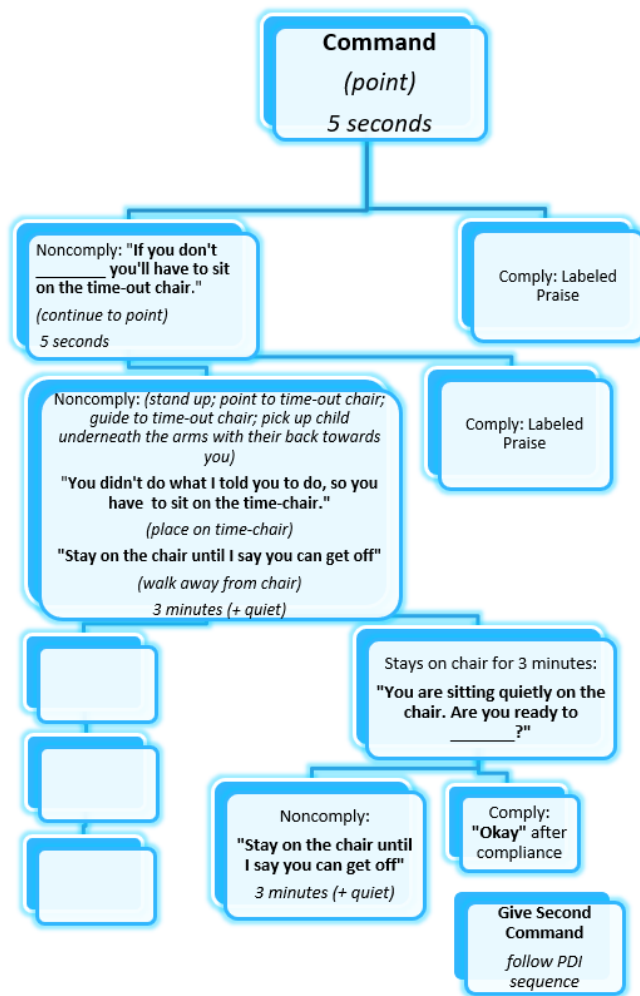 Command
(point)
5 seconds
Noncomply: "If you don't
________ you'll have to sit
on the time-out chair."
(continue to point)
5 seconds
Comply: Labeled
Praise
Noncomply: (stand up; point to time-out chair;
guide to time-out chair; pick up child
underneath the arms with their back towards
you)
"You didn't do what I told you to do, so you
have to sit on the time-chair."
(place on time-chair)
"Stay on the chair until I say you can get off"
(walk away from chair)
3 minutes (+ quiet)
Comply: Labeled
Praise
Stays on chair for 3 minutes:
"You are sitting quietly on the
chair. Are you ready to
_______?"
Noncomply:
"Stay on the chair until
I say you can get off"
3 minutes (+ quiet)
Comply:
"Okay" after
compliance
Give Second
Command
follow PDI
sequence